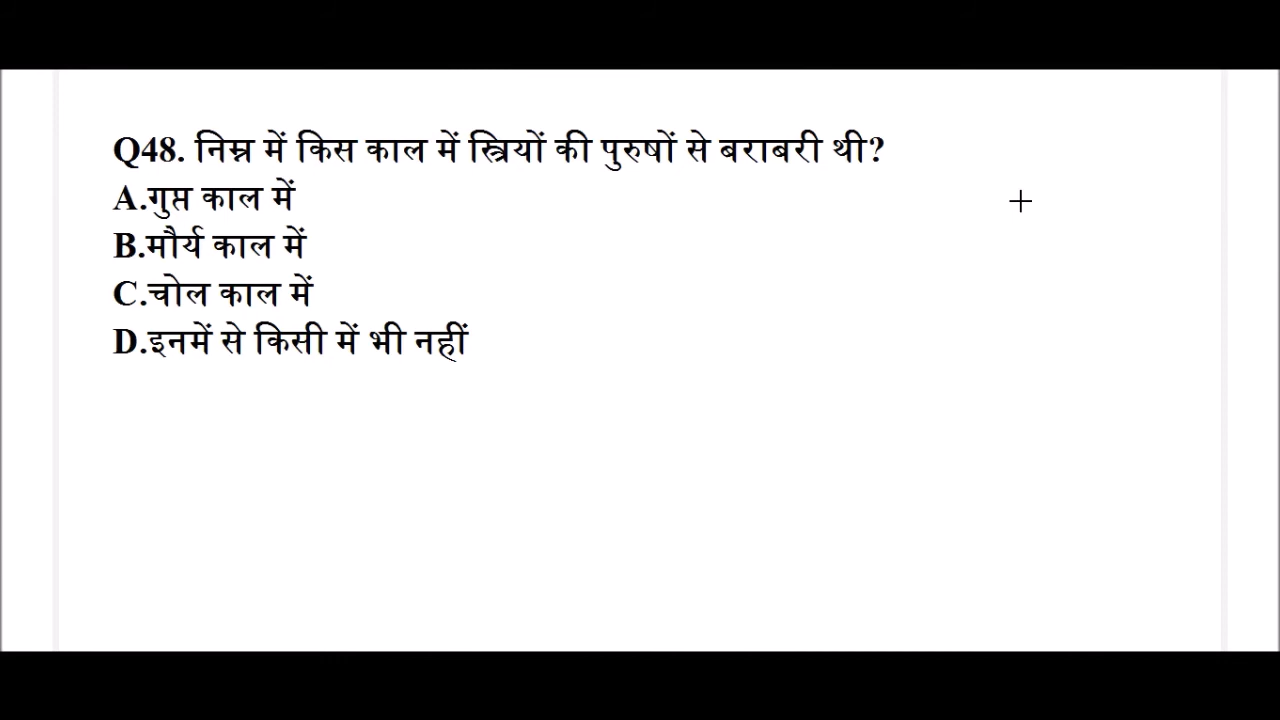 Q48. निम्न में किस काल में स्त्रियों की पुरुषों से बराबरी थी?
A.गुप्त काल में
B.मौर्य काल में
C.चोल काल में
D.इनमें से किसी में भी नहीं